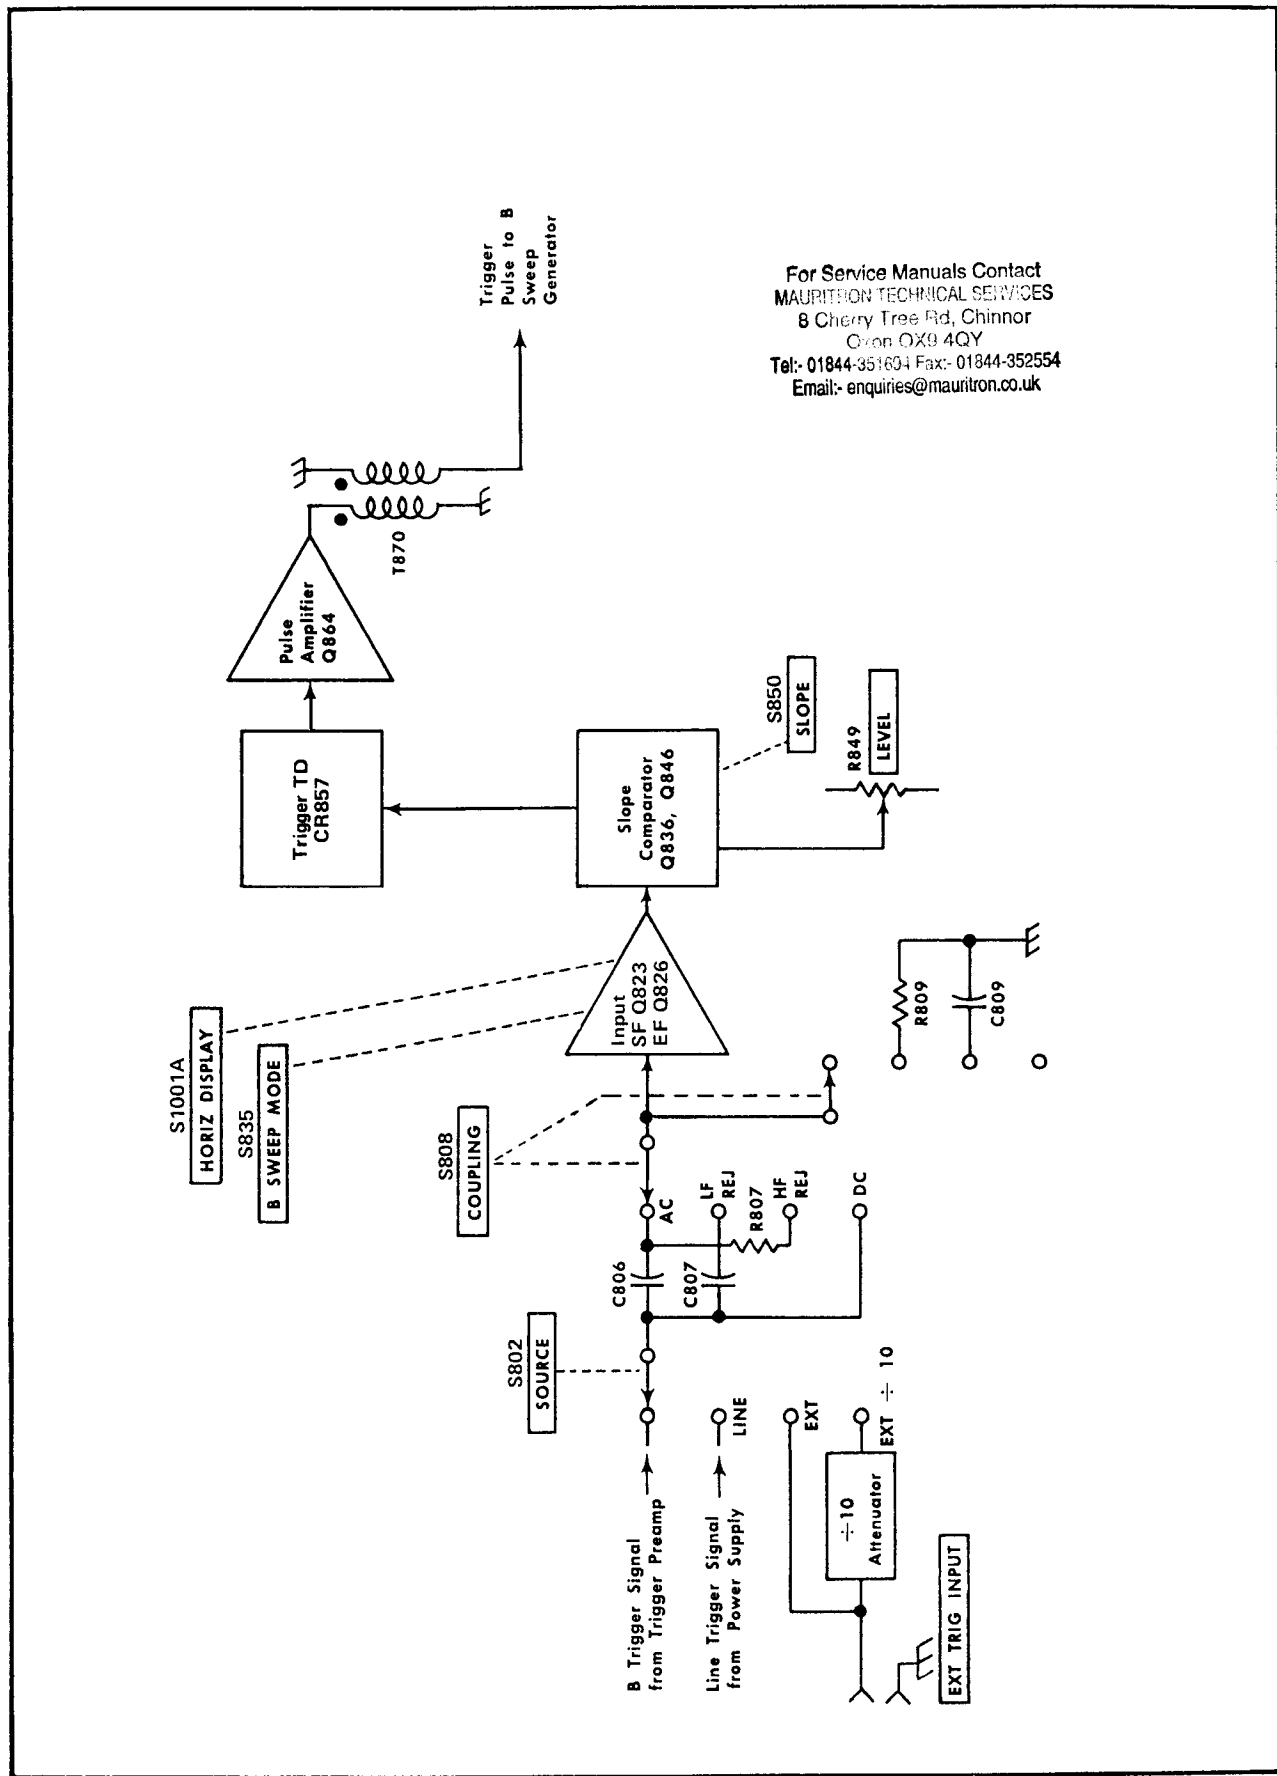 B Trigger Signal
from Trigger Preamp
Line Trigger Signal
from Power Supply
LINE
EXT
EXT ÷ 10
÷10
Attenuator
EXT TRIG INPUT
S802
SOURCE
C806
C807
AC
LF
REJ
R807
HF
REJ
DC
S808
COUPLING
S1001A
HORIZ DISPLAY
S835
B SWEEP MODE
Input
SF Q823
EF Q826
R809
C809
Slope
Comparator
Q836, Q846
S850
SLOPE
R849
LEVEL
Trigger TD
CR857
Pulse
Amplifier
Q864
T870
Trigger
Pulse to B
Sweep
Generator
For Service Manuals Contact
MAURITRON TECHNICAL SERVICES
8 Cherry Tree Rd, Chinnor
Oxon OX9 4QY
Tel:- 01844-351694 Fax:- 01844-352554
Email:- enquiries@mauritron.co.uk